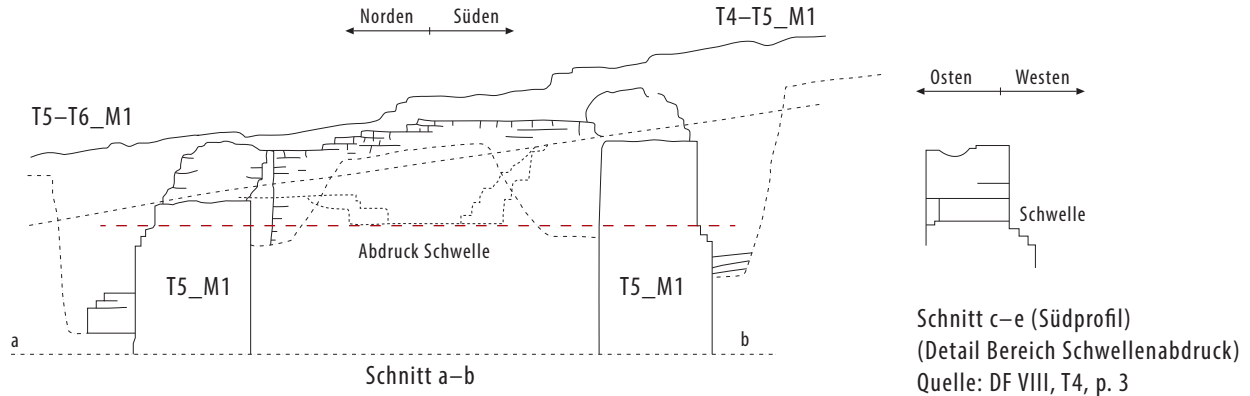 Norden Süden
T4–T5_M1
T5–T6_M1
Abdruck Schwelle
T5_M1
T5_M1
a
b
Schnitt a–b
Osten Westen
Schwelle
Schnitt c–e (Südprofil)
(Detail Bereich Schwellenabdruck)
Quelle: DF VIII, T4, p. 3